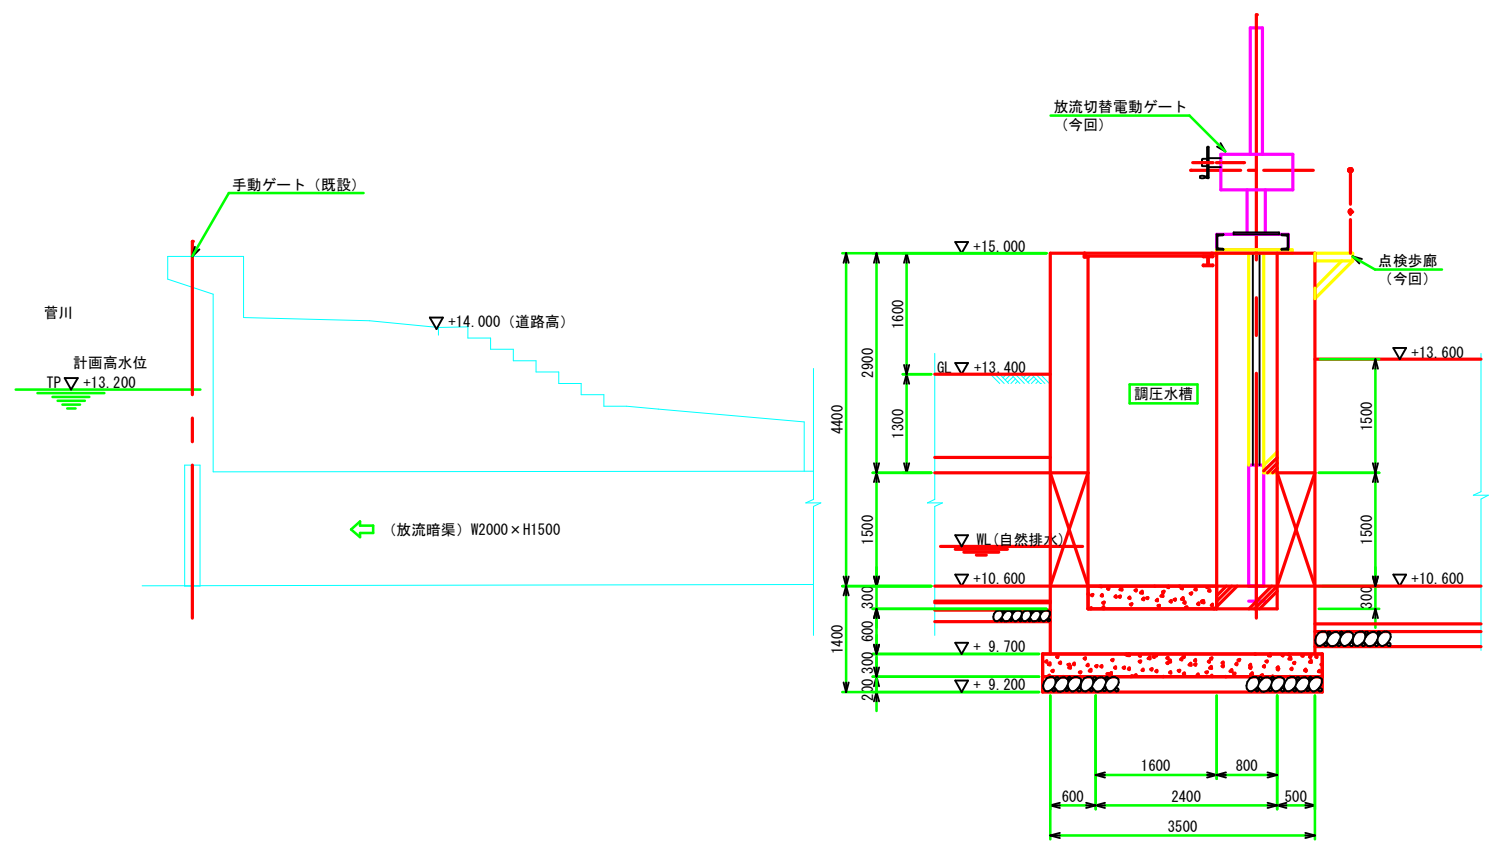 放流切替電動ゲート
（今回）
手動ゲート（既設）
+15.000
点検歩廊
（今回）
菅川
+14.000（道路高）
1600
計画高水位
TP +13.200
2900
GL +13.400
+13.600
調圧水槽
4400
1300
1500
（放流暗渠）W2000×H1500
1500
WL(自然排水)
1500
+10.600
+10.600
300
300
1400
600
+ 9.700
300
+ 9.200
200
1600
800
600
2400
500
3500